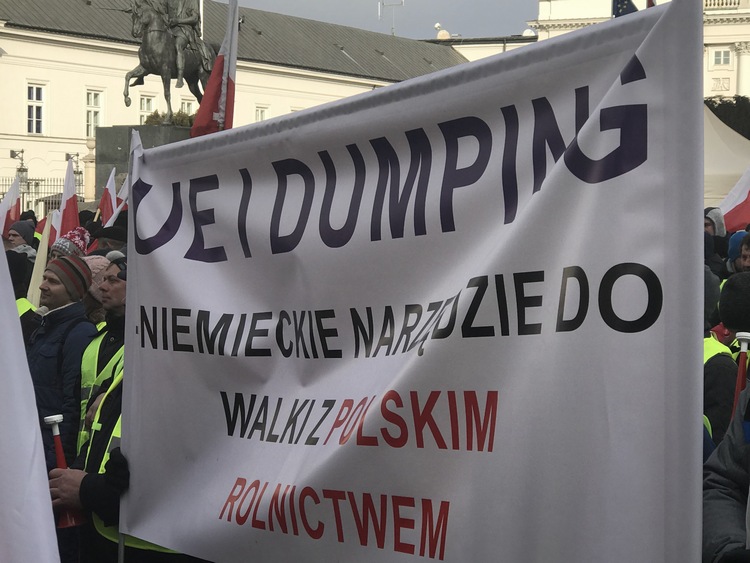 UE I DUMPING
-NIEMIECKIE NARZĘDZIE DO
WALKI Z POLSKIM
ROLNICTWEM